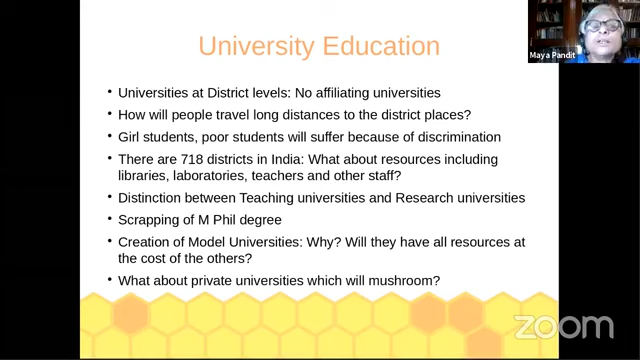 University Education
Maya Pandit
• Universities at District levels: No affiliating universities
• How will people travel long distances to the district places?
• Girl students, poor students will suffer because of discrimination
• There are 718 districts in India: What about resources including
libraries, laboratories, teachers and other staff?
• Distinction between Teaching universities and Research universities
• Scrapping of M Phil degree
• Creation of Model Universities: Why? Will they have all resources at
the cost of the others?
• What about private universities which will mushroom?
zoom